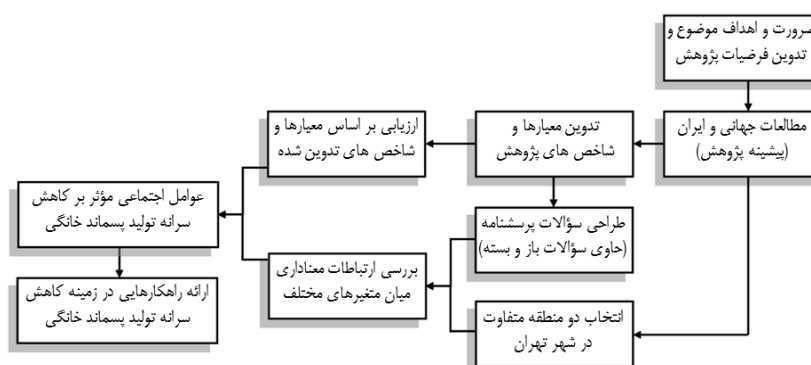 ضرورت و اهداف موضوع و
تدوین فرضیات پژوهش
مطالعات جهانی و ایران
(پیشینه پژوهش)
تدوین معیارها و
شاخص های پژوهش
ارزیابی بر اساس معیارها و
شاخص های تدوین شده
طراحی سؤالات پرسشنامه
(حاوی سؤالات باز و بسته)
انتخاب دو منطقه متفاوت
در شهر تهران
بررسی ارتباطات معناداری
میان متغیرهای مختلف
عوامل اجتماعی مؤثر بر کاهش
سرانه تولید پسماند خانگی
ارائه راهکارهایی در زمینه کاهش
سرانه تولید پسماند خانگی